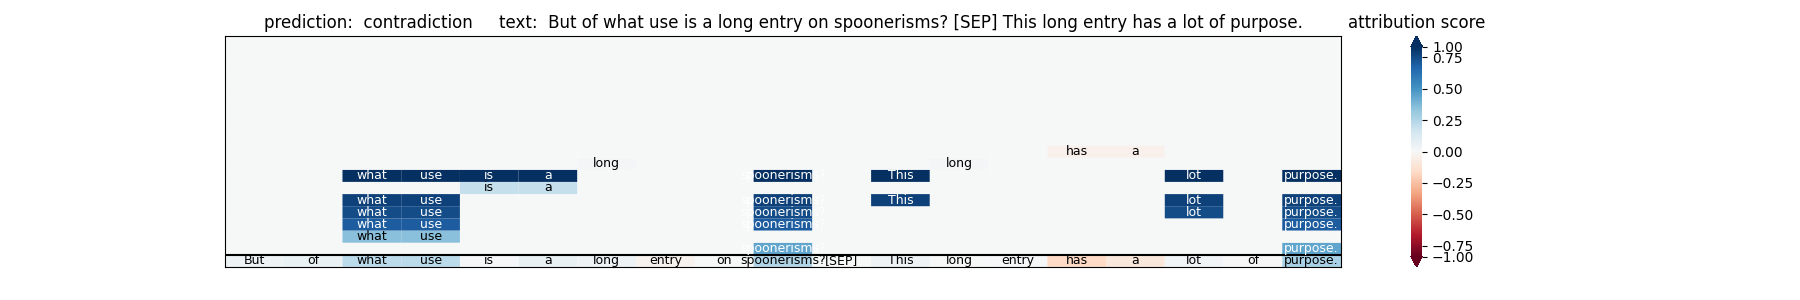 prediction:  contradiction     text:  But of what use is a long entry on spoonerisms? [SEP] This long entry has a lot of purpose.     attribution score
1.00
0.75
0.50
0.25
0.00
−0.25
−0.50
−0.75
−1.00
has a
long long
what use is a oonerism This lot purpose.
is a
what use oonerism This lot purpose.
what use oonerism lot purpose.
what use oonerism purpose.
what use
oonerism purpose.
But of what use is a long entry on spoonerisms? [SEP] This long entry has a lot of purpose.